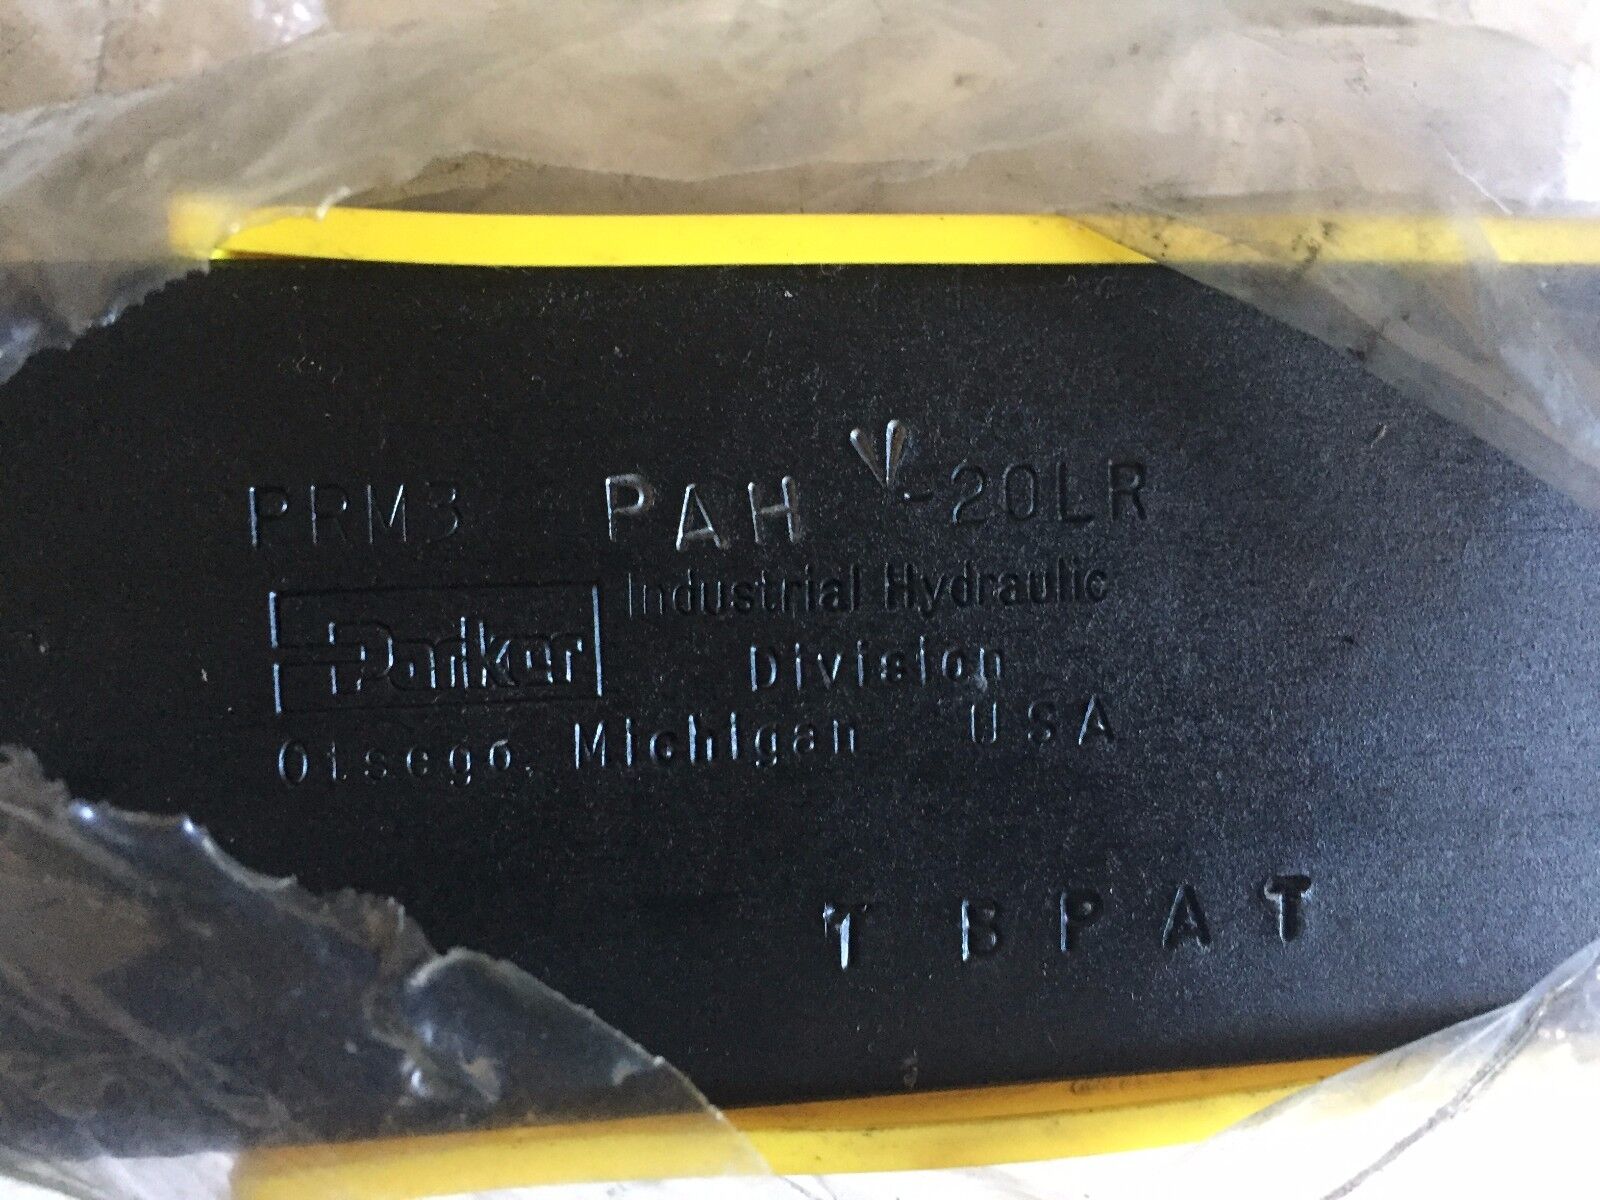 PRM3 PAH V-20LR
Parker Industrial Hydraulic
Division
Otsego, Michigan USA
T B P A T